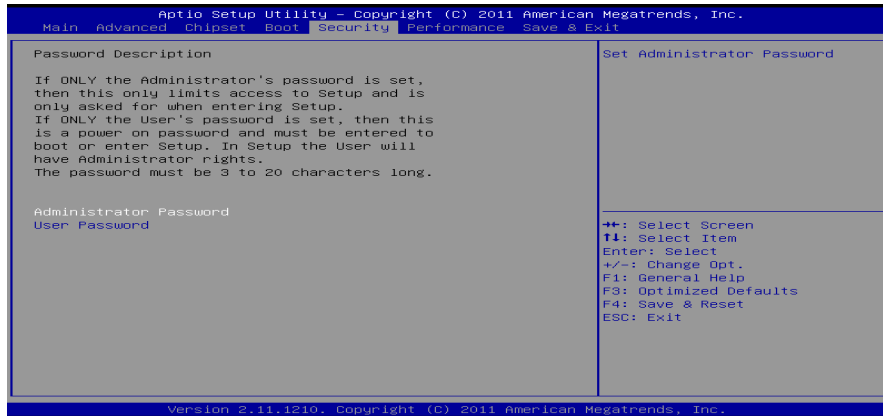 Aptio Setup Utility – Copyright (C) 2011 American Megatrends, Inc.
Main Advanced Chipset Boot Security Performance Save & Exit
Password Description
If ONLY the Administrator's password is set,
then this only limits access to Setup and is
only asked for when entering Setup.
If ONLY the User's password is set, then this
is a power on password and must be entered to
boot or enter Setup. In Setup the User will
have Administrator rights.
The password must be 3 to 20 characters long.
Administrator Password
User Password
Set Administrator Password
→←: Select Screen
↑↓: Select Item
Enter: Select
+/-: Change Opt.
F1: General Help
F3: Optimized Defaults
F4: Save & Reset
ESC: Exit
Version 2.11.1210. Copyright (C) 2011 American Megatrends, Inc.